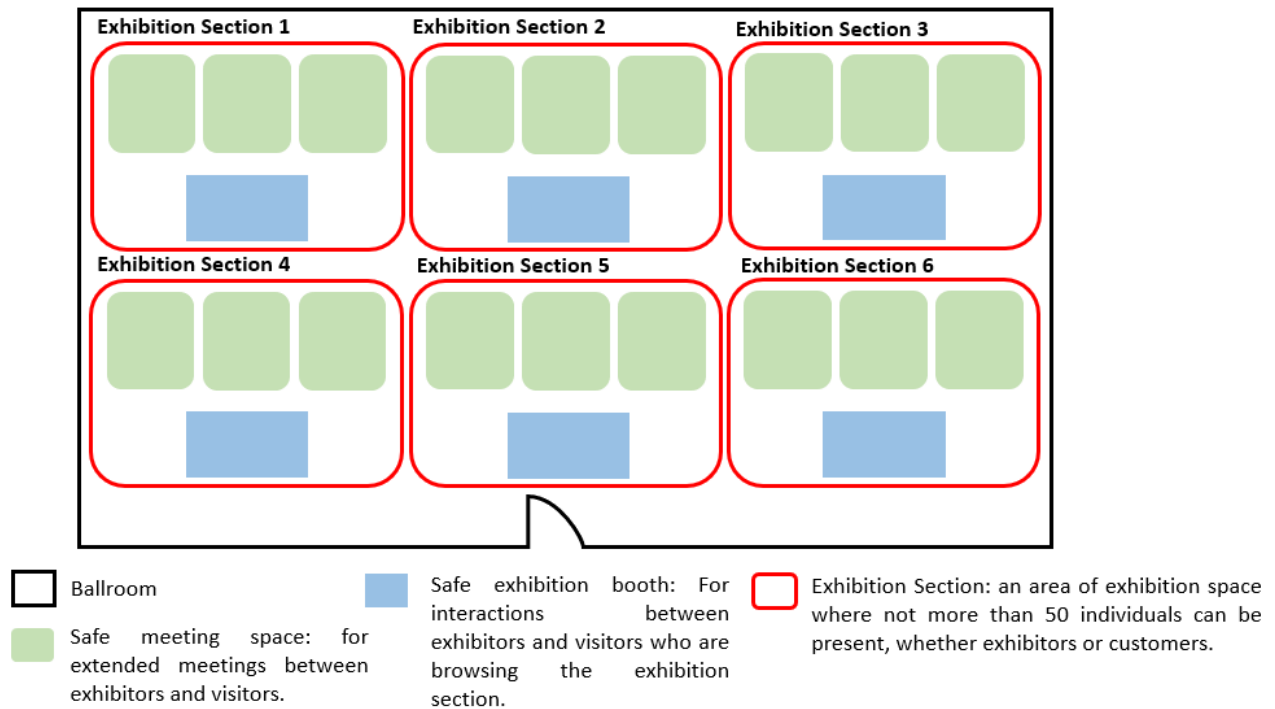 Exhibition Section 1
Exhibition Section 2
Exhibition Section 3
Exhibition Section 4
Exhibition Section 5
Exhibition Section 6
Ballroom
Safe meeting space: for
extended meetings between
exhibitors and visitors.
Safe exhibition booth: For
interactions between
exhibitors and visitors who are
browsing the exhibition
section.
Exhibition Section: an area of exhibition space
where not more than 50 individuals can be
present, whether exhibitors or customers.